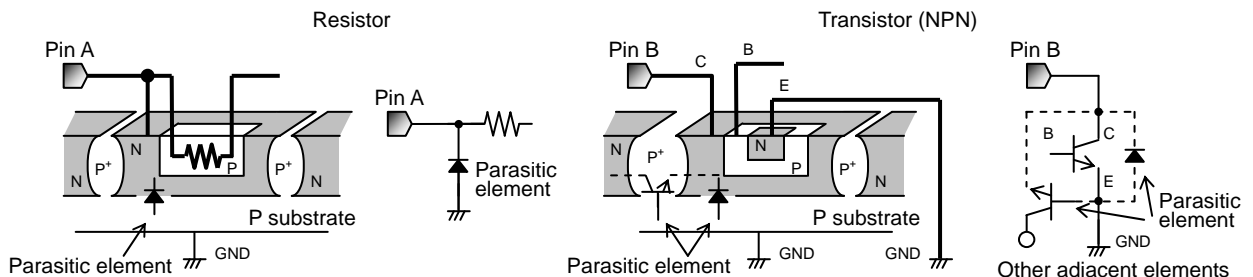 Resistor
Pin A
N
P+
N
P
P+
N
P substrate
Parasitic element
GND
Pin A
Parasitic
element
Transistor (NPN)
Pin B
C
B
E
N
P+
N
P
P+
N
P substrate
Parasitic element
GND
GND
Pin B
B
C
E
Parasitic
element
GND
Other adjacent elements